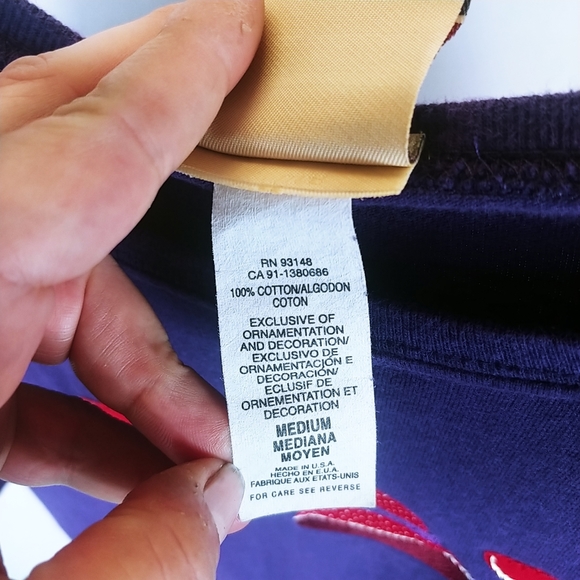 RN 93148
CA 91-1380686
100% COTTON/ALGODON
COTON
EXCLUSIVE OF
ORNAMENTATION
AND DECORATION/
EXCLUSIVO DE
ORNAMENTACIÓN E
DECORACIÓN/
ECLUSIF DE
ORNEMENTATION ET
DECORATION
MEDIUM
MEDIANA
MOYEN
MADE IN U.S.A.
HECHO EN E.U.A.
FABRIQUE AUX ETATS-UNIS
FOR CARE SEE REVERSE